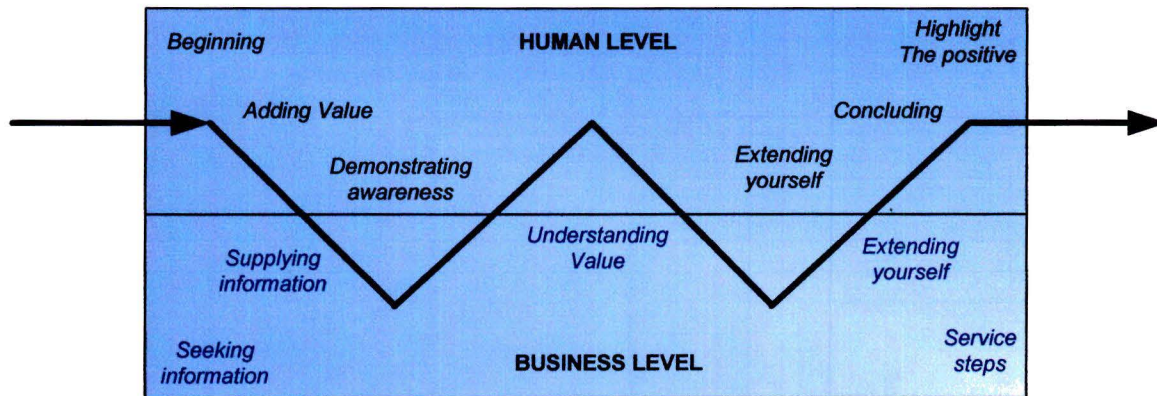 Beginning
HUMAN LEVEL
Highlight
The positive
Adding Value
Concluding
Demonstrating
awareness
Extending
yourself
Understanding
Value
Supplying
information
Extending
yourself
Seeking
information
BUSINESS LEVEL
Service
steps